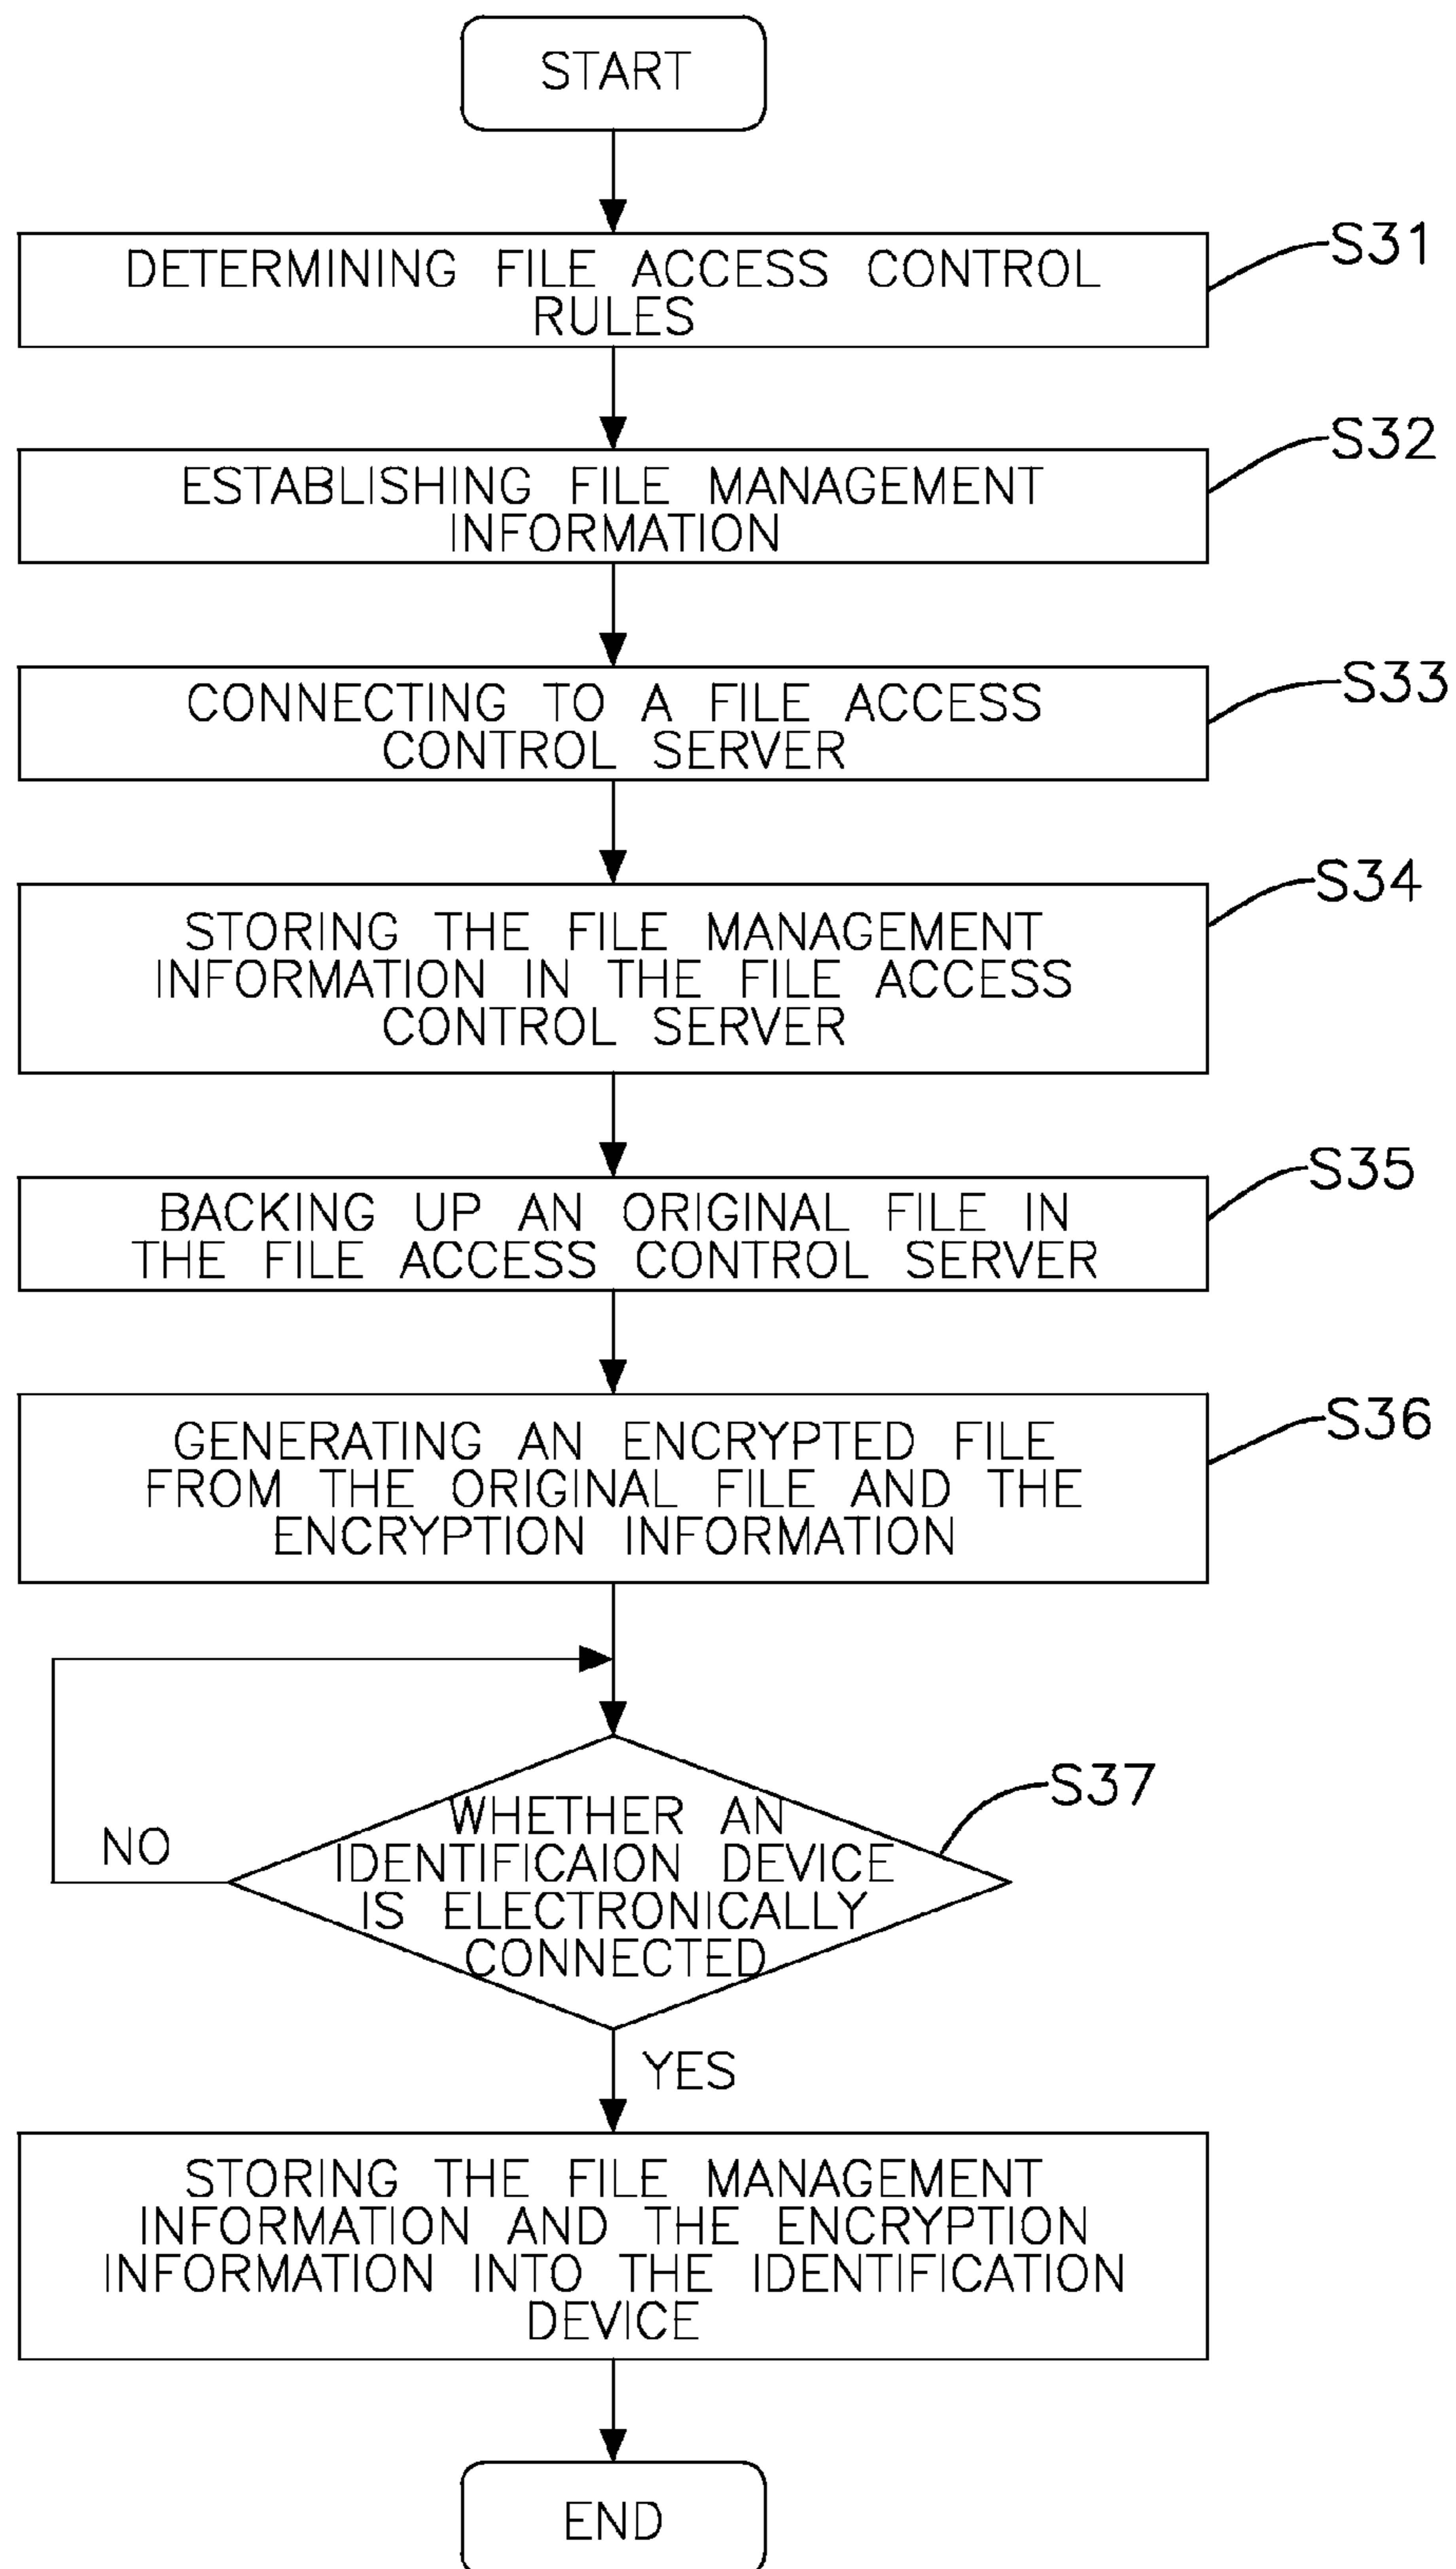 START
DETERMINING FILE ACCESS CONTROL
RULES
S31
ESTABLISHING FILE MANAGEMENT
INFORMATION
S32
CONNECTING TO A FILE ACCESS
CONTROL SERVER
S33
STORING THE FILE MANAGEMENT
INFORMATION IN THE FILE ACCESS
CONTROL SERVER
S34
BACKING UP AN ORIGINAL FILE IN
THE FILE ACCESS CONTROL SERVER
S35
GENERATING AN ENCRYPTED FILE
FROM THE ORIGINAL FILE AND THE
ENCRYPTION INFORMATION
S36
WHETHER AN
IDENTIFICAION DEVICE
IS ELECTRONICALLY
CONNECTED
S37
NO
YES
STORING THE FILE MANAGEMENT
INFORMATION AND THE ENCRYPTION
INFORMATION INTO THE IDENTIFICATION
DEVICE
END